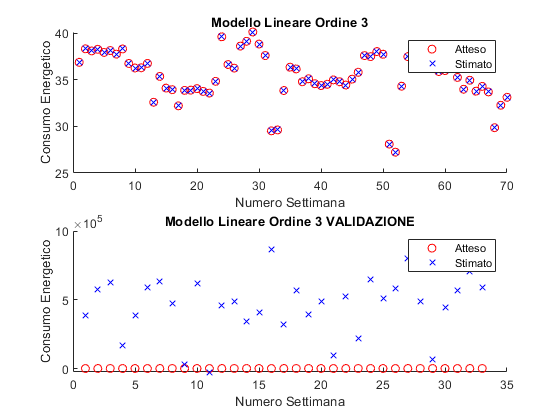 Modello Lineare Ordine 3
40
35
30
25
Consumo Energetico
0 10 20 30 40 50 60 70
Numero Settimana
Atteso
Stimato
Modello Lineare Ordine 3 VALIDAZIONE
×10^5
10
5
0
Consumo Energetico
0 5 10 15 20 25 30 35
Numero Settimana
Atteso
Stimato